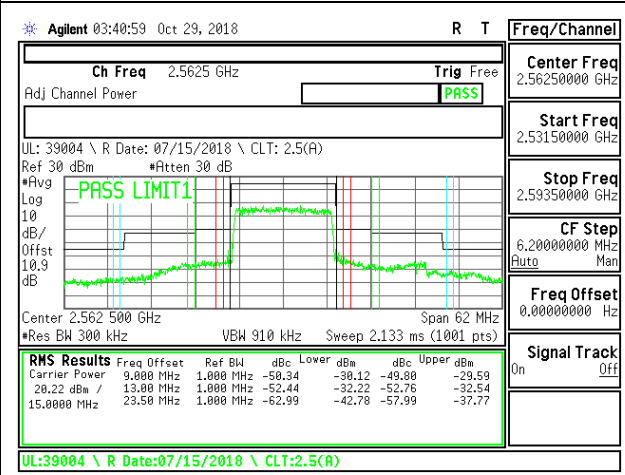 Agilent 03:40:59 Oct 29, 2018 R T
Freq/Channel
Ch Freq 2.5625 GHz Trig Free
Adj Channel Power PASS
Center Freq
2.56250000 GHz
Start Freq
2.53150000 GHz
UL: 39004 \ R Date: 07/15/2018 \ CLT: 2.5(A)
Ref 30 dBm #Atten 30 dB
#Avg
Log
10
dB/
Offst
10.9
dB
PASS LIMIT1
Stop Freq
2.59350000 GHz
CF Step
6.20000000 MHz
Auto Man
Freq Offset
0.00000000 Hz
Signal Track
On Off
Center 2.562 500 GHz Span 62 MHz
#Res BW 300 kHz VBW 910 kHz Sweep 2.133 ms (1001 pts)
RMS Results Freq Offset Ref BW dBc Lower dBm dBc Upper dBm
Carrier Power 9.000 MHz 1.000 MHz -50.34 -30.12 -49.80 -29.59
20.22 dBm / 13.00 MHz 1.000 MHz -52.44 -32.22 -52.76 -32.54
15.0000 MHz 23.50 MHz 1.000 MHz -62.99 -42.78 -57.99 -37.77
UL:39004 \ R Date:07/15/2018 \ CLT:2.5(A)